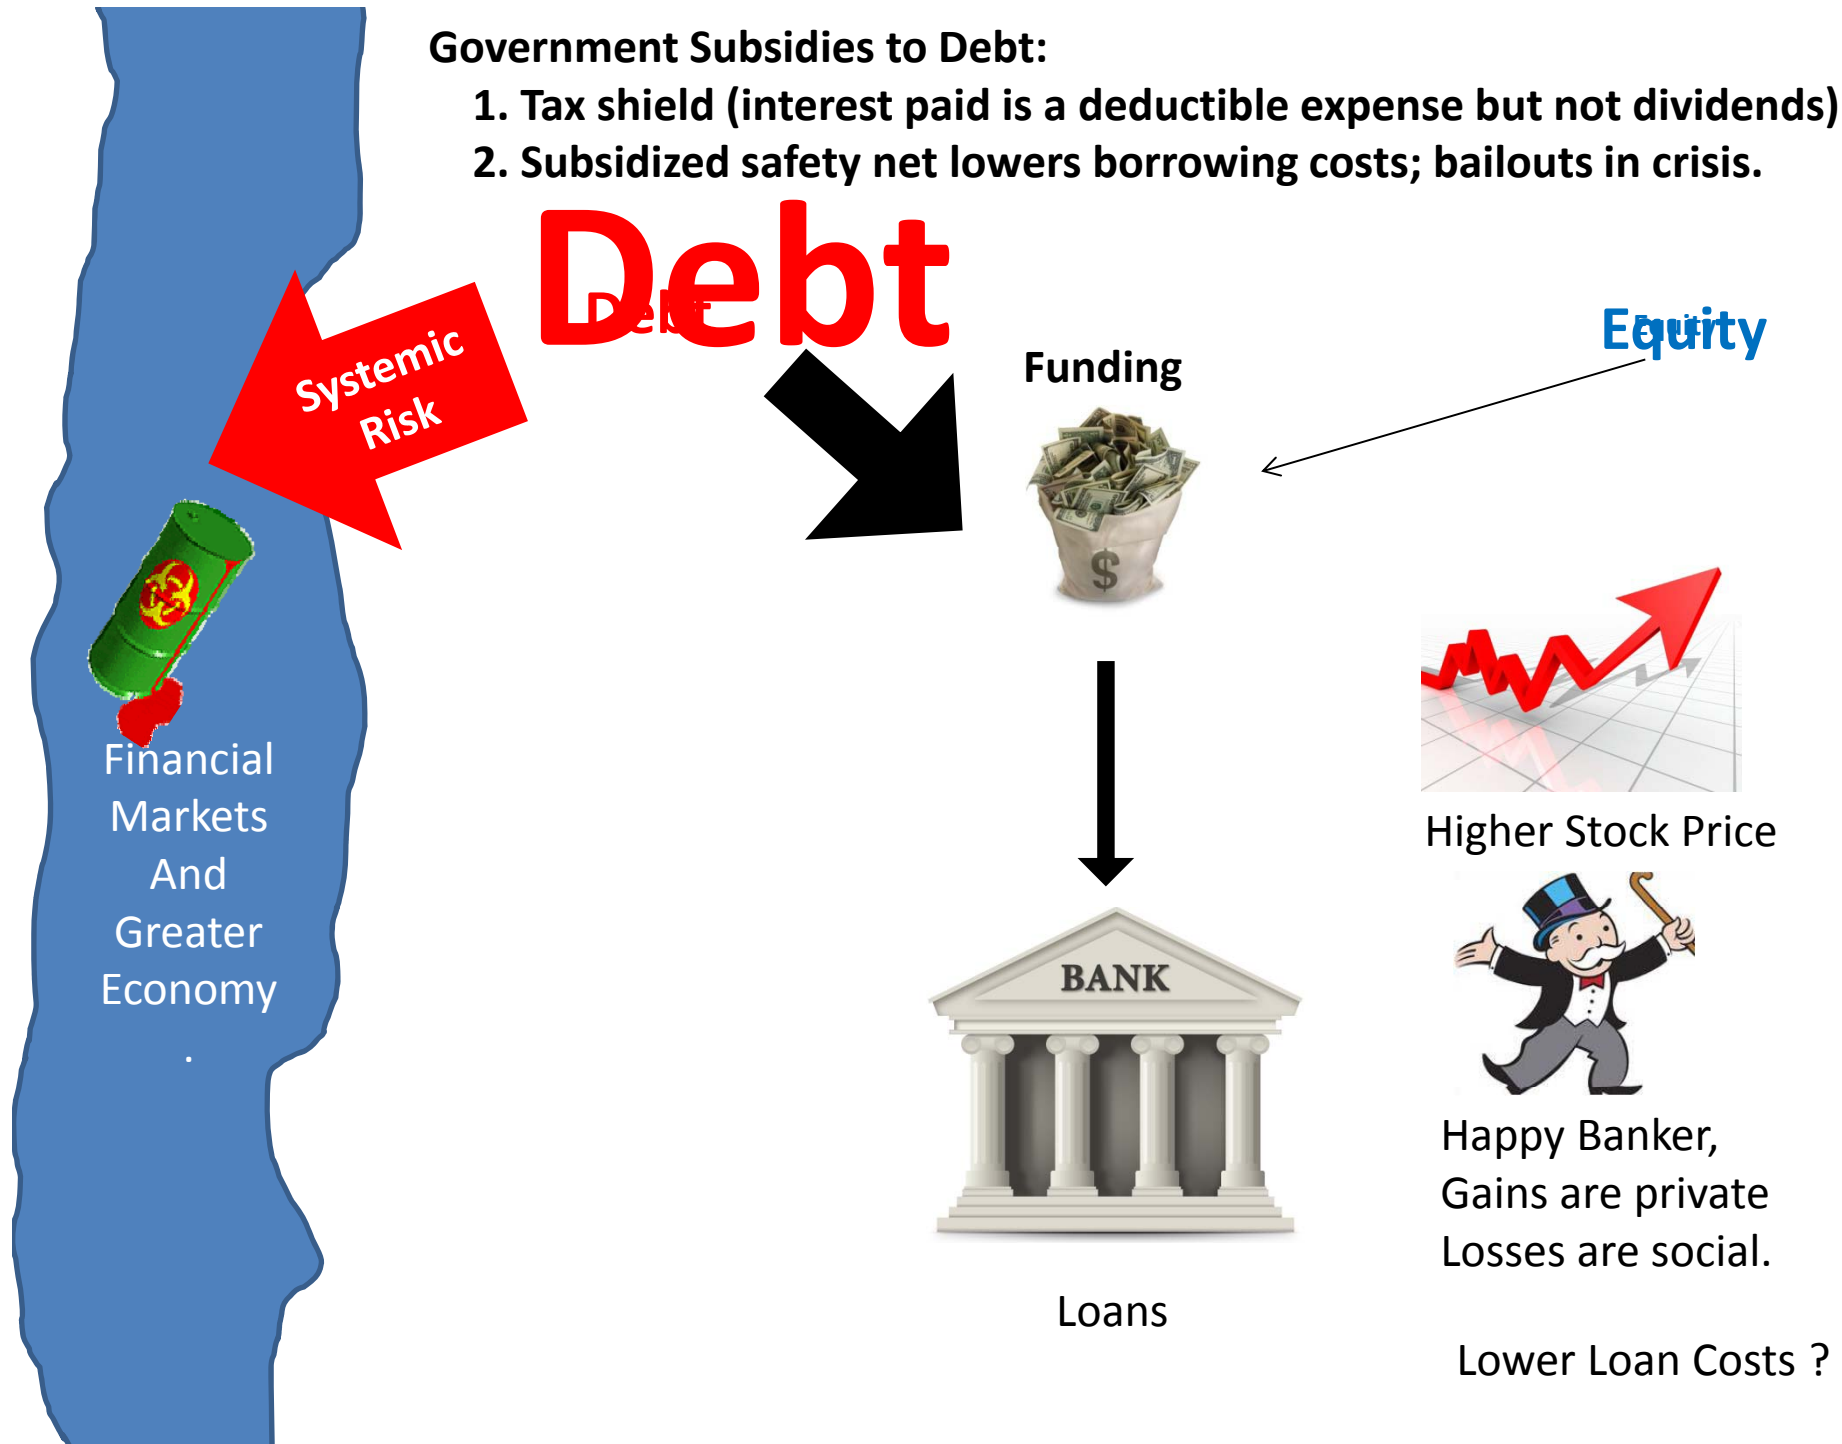 Government Subsidies to Debt:
1. Tax shield (interest paid is a deductible expense but not dividends)
2. Subsidized safety net lowers borrowing costs; bailouts in crisis.
Debt
Debt
Equity
Equity
Systemic
Risk
Funding
$
Financial
Markets
And
Greater
Economy
.
Higher Stock Price
BANK
Happy Banker,
Gains are private
Losses are social.
Loans
Lower Loan Costs ?